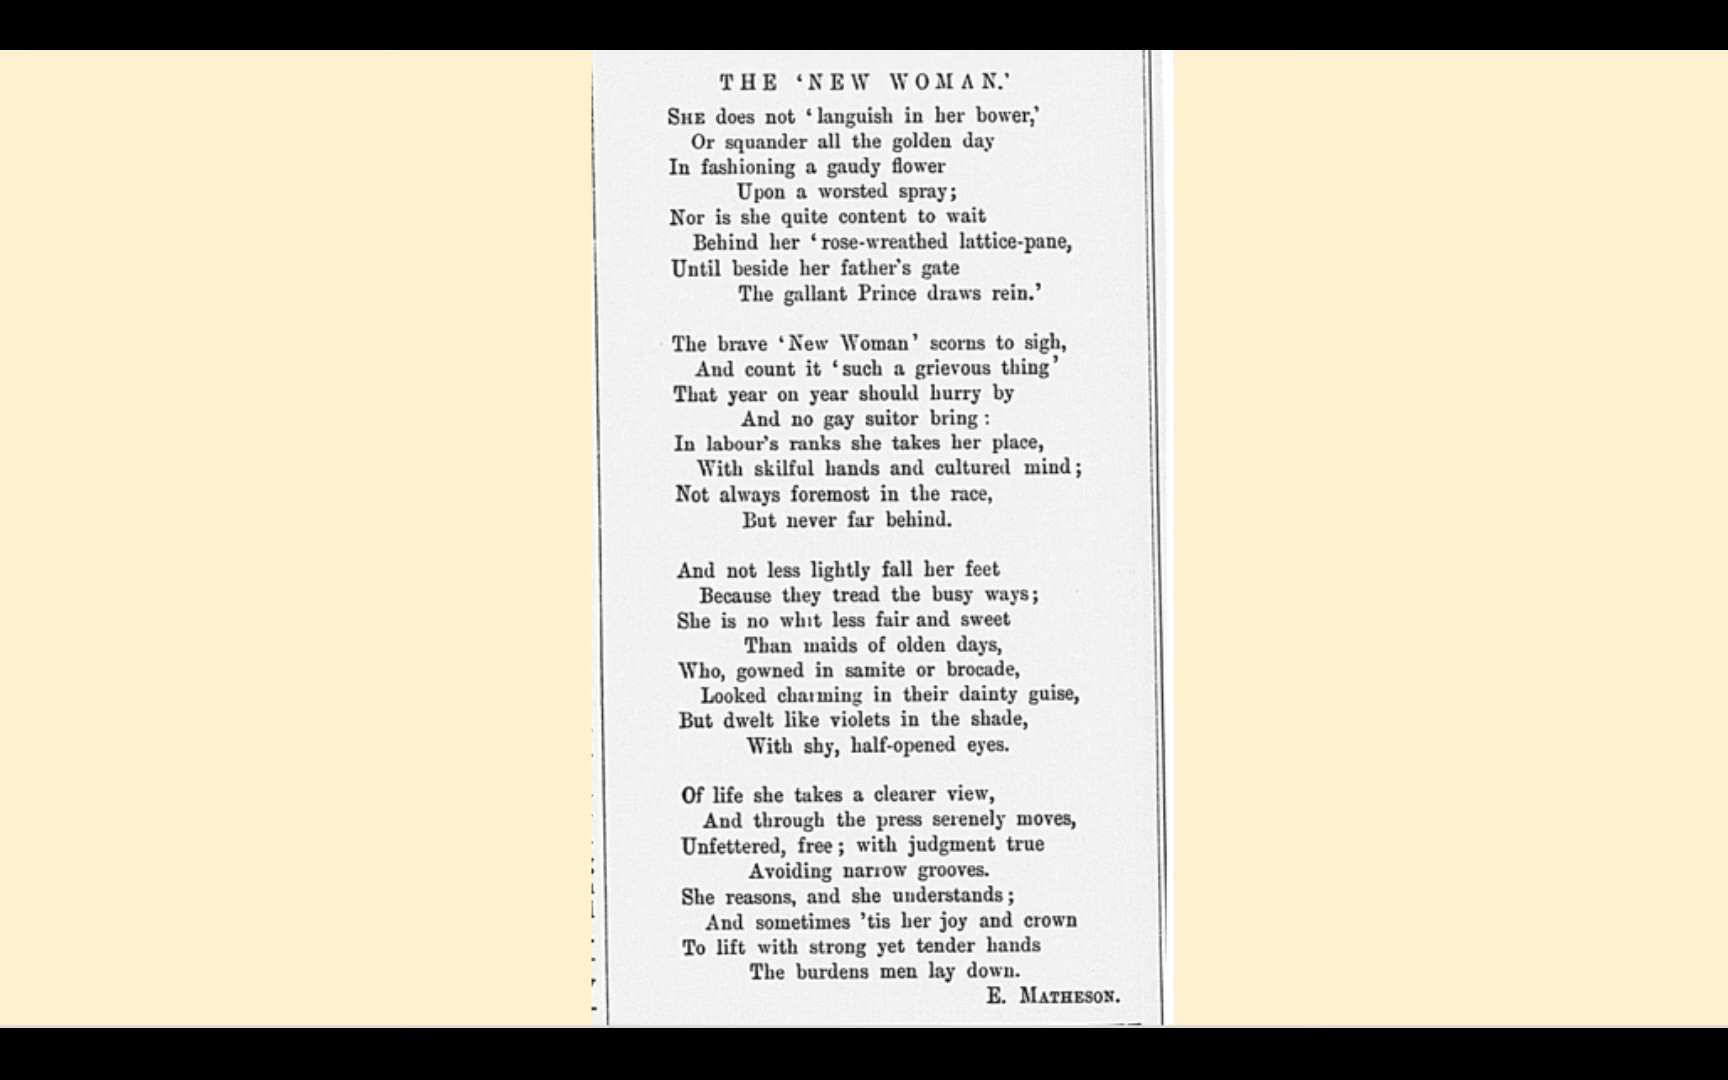 THE ‘NEW WOMAN.’
SHE does not ‘languish in her bower,’
Or squander all the golden day
In fashioning a gaudy flower
Upon a worsted spray;
Nor is she quite content to wait
Behind her ‘rose-wreathed lattice-pane,
Until beside her father’s gate
The gallant Prince draws rein.’
The brave ‘New Woman’ scorns to sigh,
And count it ‘such a grievous thing’
That year on year should hurry by
And no gay suitor bring:
In labour’s ranks she takes her place,
With skilful hands and cultured mind;
Not always foremost in the race,
But never far behind.
And not less lightly fall her feet
Because they tread the busy ways;
She is no whit less fair and sweet
Than maids of olden days,
Who, gowned in samite or brocade,
Looked charming in their dainty guise,
But dwelt like violets in the shade,
With shy, half-opened eyes.
Of life she takes a clearer view,
And through the press serenely moves,
Unfettered, free; with judgment true
Avoiding narrow grooves.
She reasons, and she understands;
And sometimes ’tis her joy and crown
To lift with strong yet tender hands
The burdens men lay down.
E. MATHESON.